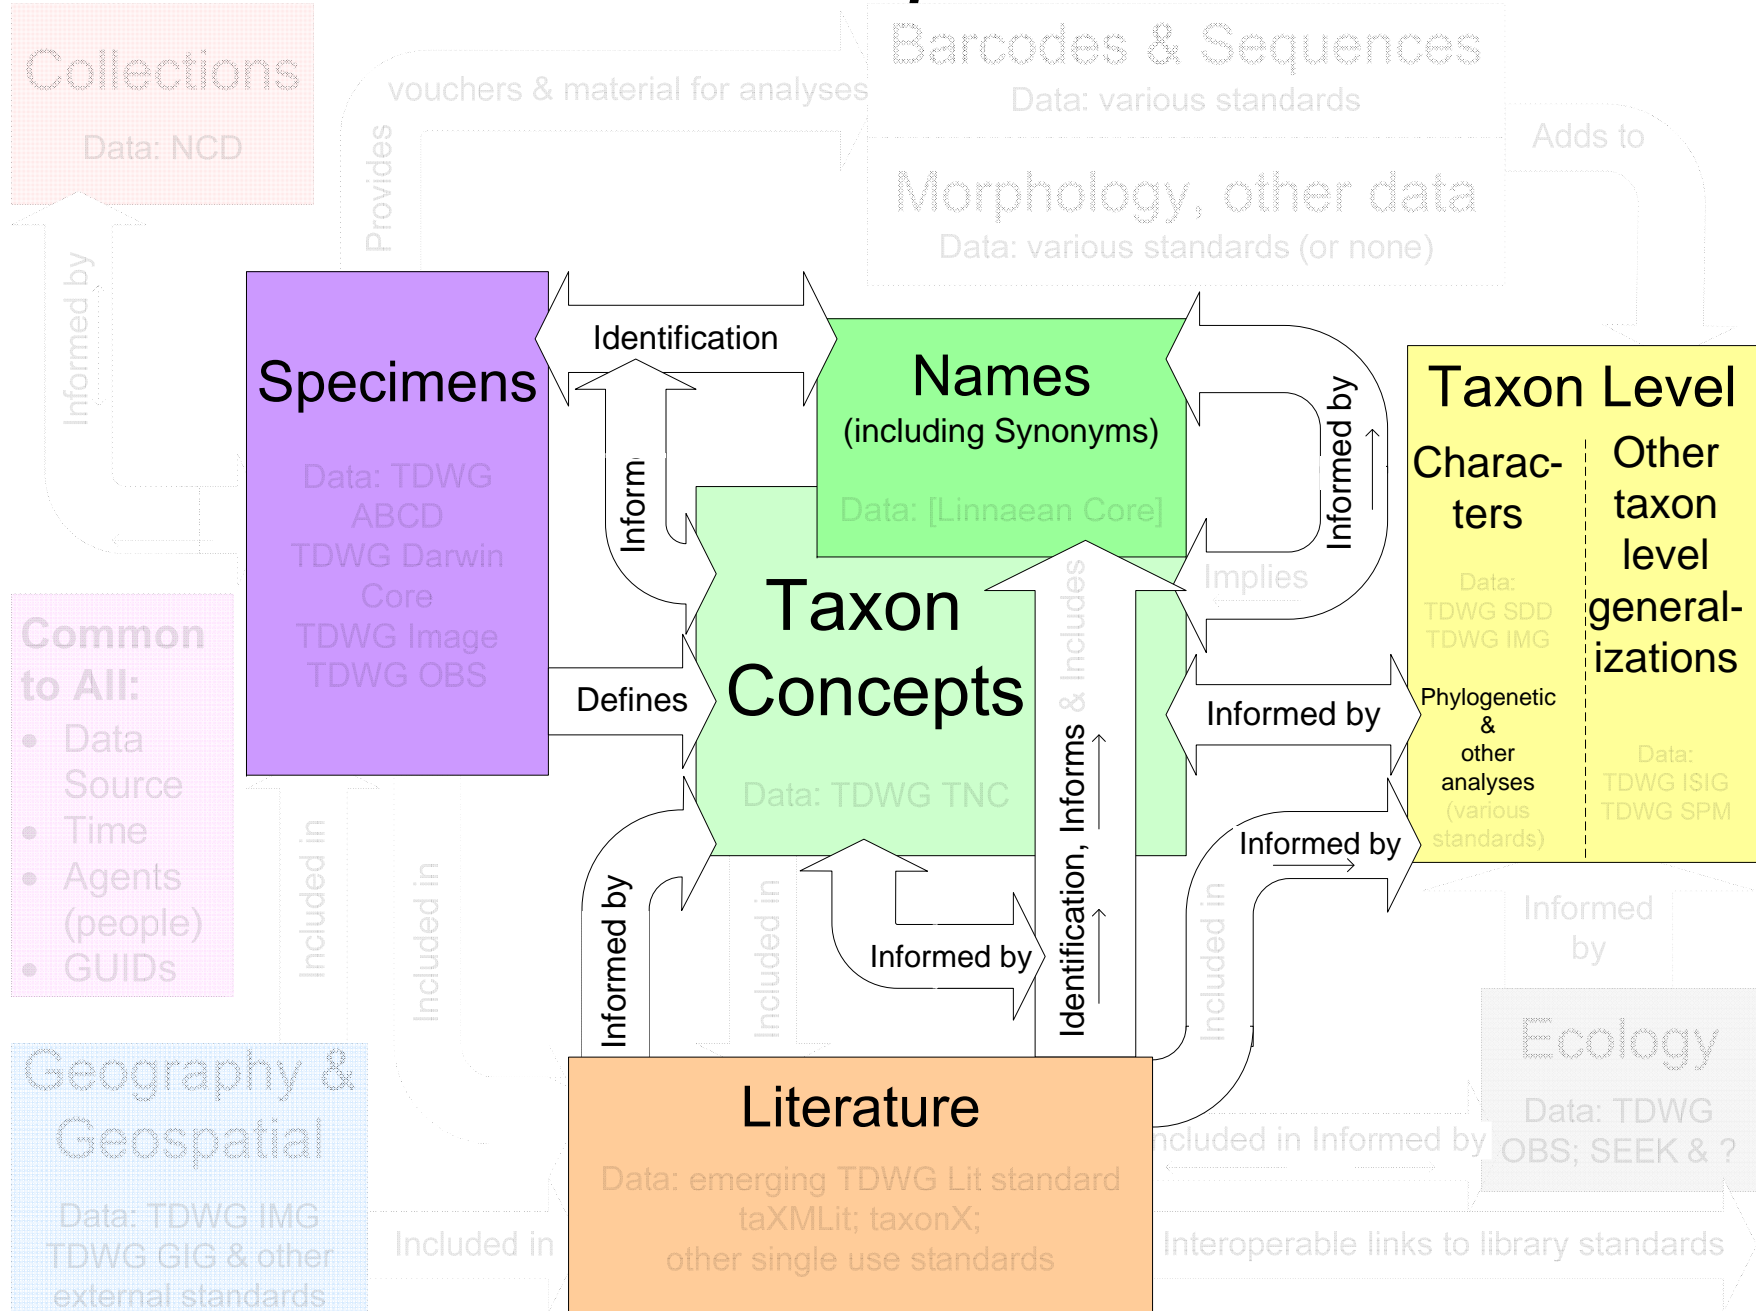 Collections
Data: NCD
Provides
vouchers & material for analyses
Barcodes & Sequences
Data: various standards
Morphology, other data
Data: various standards (or none)
Adds to
Informed by
Specimens
Data: TDWG
ABCD
TDWG Darwin
Core
TDWG Image
TDWG OBS
Identification
Inform
Names
(including Synonyms)
Data: [Linnaean Core]
Informed by
Implies
Taxon Level
Charac-
ters
Data:
TDWG SDD
TDWG IMG
Phylogenetic
&
other
analyses
(various
standards)
Other
taxon
level
general-
izations
Data:
TDWG ISIG
TDWG SPM
Taxon
Concepts
Data: TDWG TNC
Defines
Informed by
Identification, Informs & Includes
Common
to All:
• Data
Source
• Time
• Agents
(people)
• GUIDs
Included in
Included in
Informed by
Included in
Informed by
Included in
Informed by
Informed
by
Geography &
Geospatial
Data: TDWG IMG
TDWG GIG & other
external standards
Included in
Literature
Data: emerging TDWG Lit standard
taXMLit; taxonX;
other single use standards
ncluded in Informed by
Ecology
Data: TDWG
OBS; SEEK & ?
Interoperable links to library standards